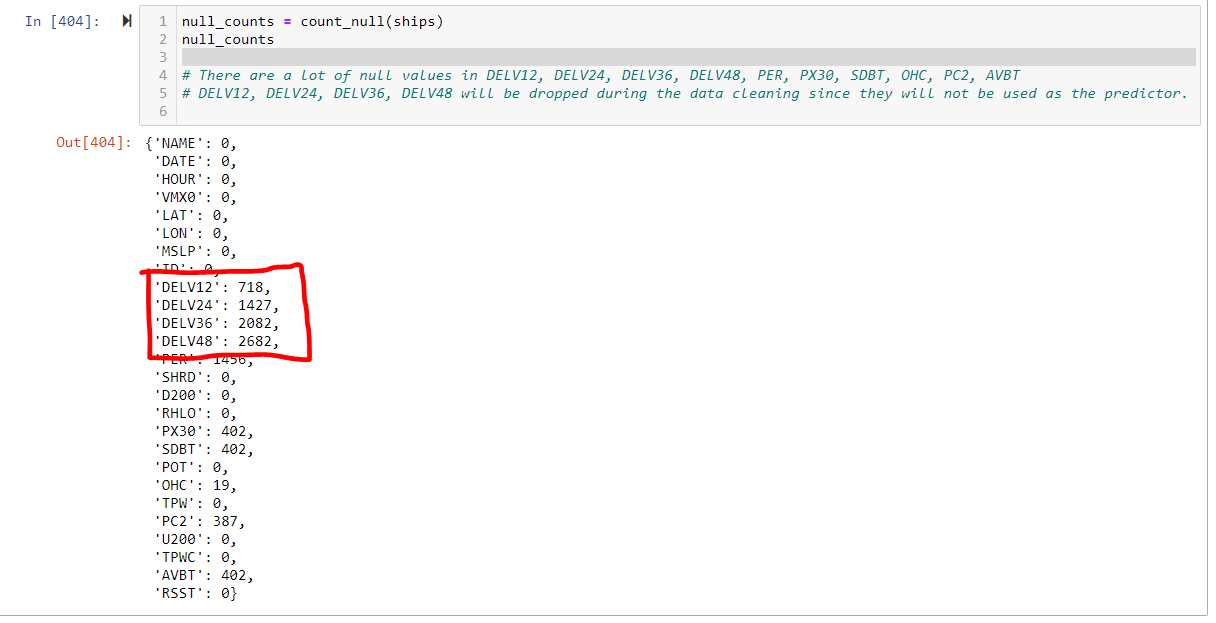 In [404]:
1 null_counts = count_null(ships)
2 null_counts
3
4 # There are a lot of null values in DELV12, DELV24, DELV36, DELV48, PER, PX30, SDBT, OHC, PC2, AVBT
5 # DELV12, DELV24, DELV36, DELV48 will be dropped during the data cleaning since they will not be used as the predictor.
6
Out[404]: {'NAME': 0,
'DATE': 0,
'HOUR': 0,
'VMX0': 0,
'LAT': 0,
'LON': 0,
'MSLP': 0,
'ID': 0,
'DELV12': 718,
'DELV24': 1427,
'DELV36': 2082,
'DELV48': 2682,
'PER': 1456,
'SHRD': 0,
'D200': 0,
'RHLO': 0,
'PX30': 402,
'SDBT': 402,
'POT': 0,
'OHC': 19,
'TPW': 0,
'PC2': 387,
'U200': 0,
'TPWC': 0,
'AVBT': 402,
'RSST': 0}